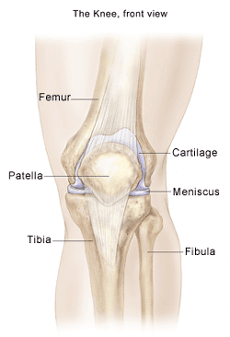 The Knee, front view
Femur
Cartilage
Patella
Meniscus
Tibia
Fibula